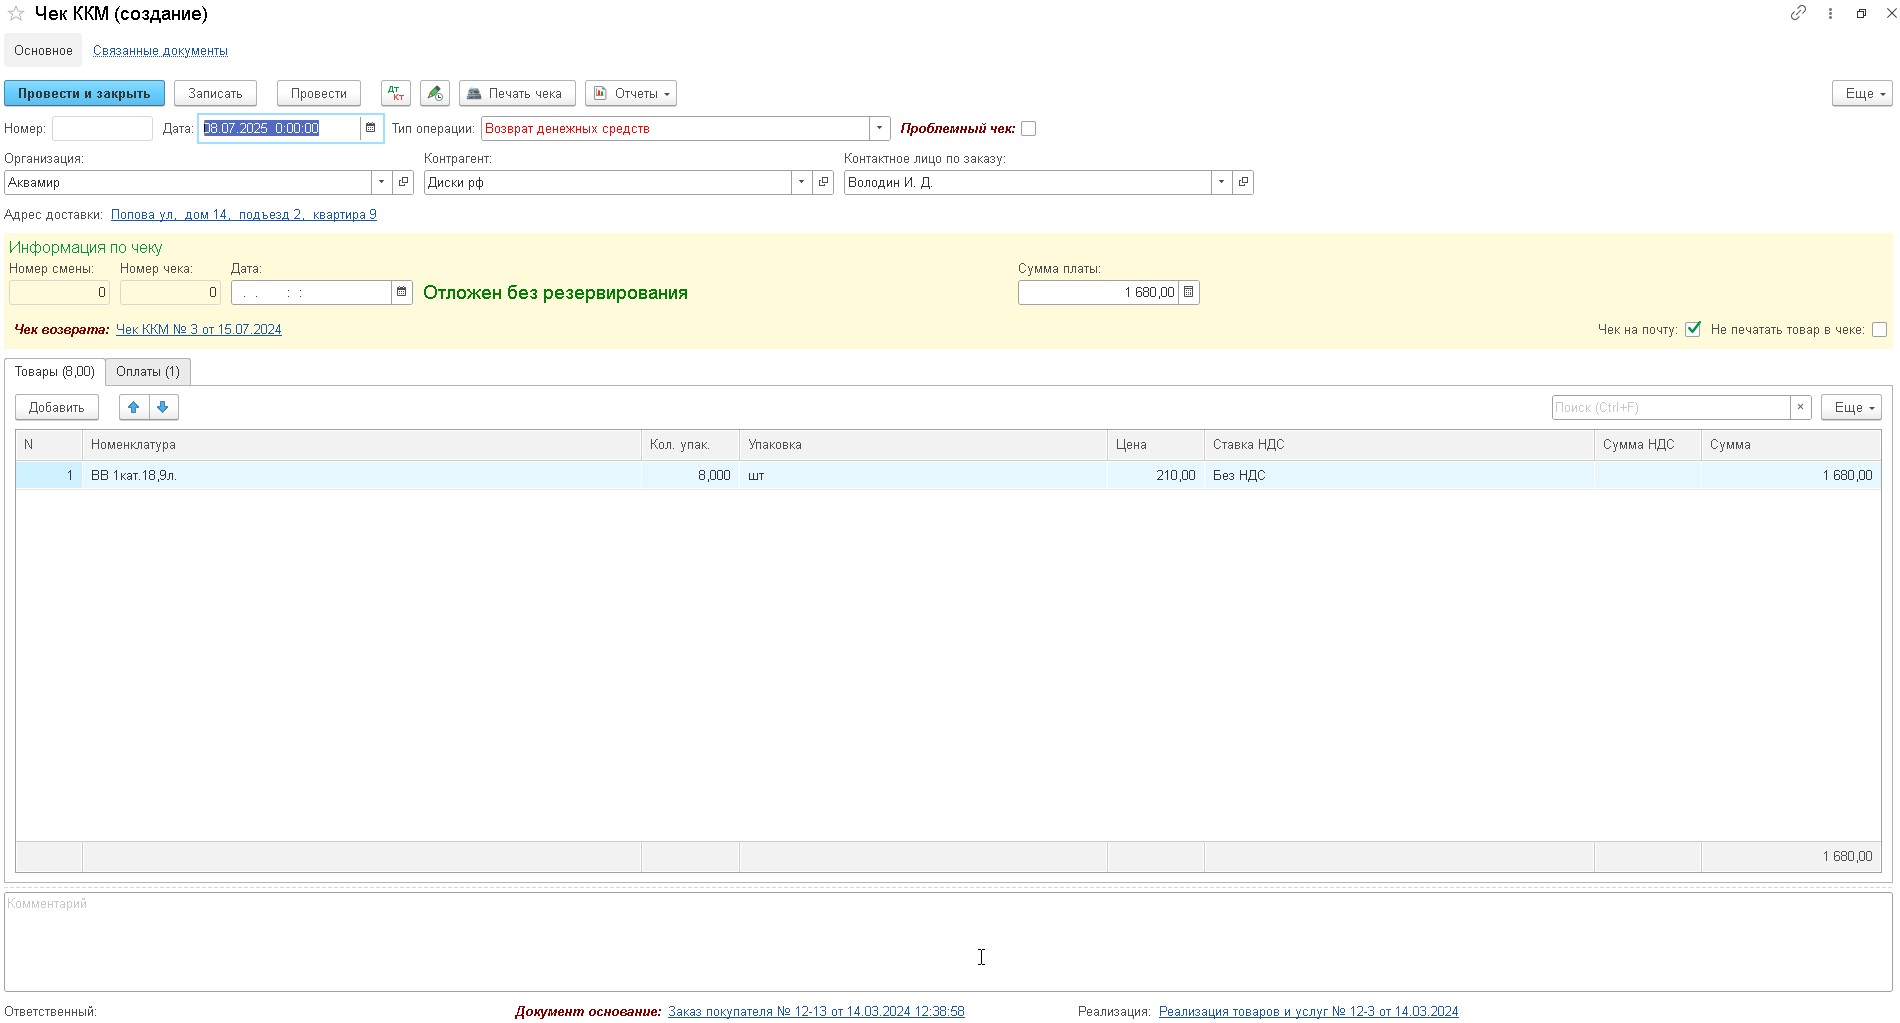 Чек ККМ (создание)
Основное Связанные документы
Провести и закрыть Записать Провести Дт Кт Печать чека Отчеты Еще
Номер: Дата: 08.07.2025 0:00:00 Тип операции: Возврат денежных средств Проблемный чек:
Организация: Контрагент: Контактное лицо по заказу:
Аквамир Диски рф Володин И. Д.
Адрес доставки: Попова ул, дом 14, подъезд 2, квартира 9
Информация по чеку
Номер смены: Номер чека: Дата: Сумма платы:
0 0 . . : : Отложен без резервирования 1 680,00
Чек возврата: Чек ККМ № 3 от 15.07.2024 Чек на почту: Не печатать товар в чеке:
Товары (8,00) Оплаты (1)
Добавить Поиск (Ctrl+F) × Еще
N Номенклатура Кол. упак. Упаковка Цена Ставка НДС Сумма НДС Сумма
1 ВВ 1кат.18,9л. 8,000 шт 210,00 Без НДС 1 680,00
1 680,00
Комментарий
Ответственный: Документ основание: Заказ покупателя № 12-13 от 14.03.2024 12:38:58 Реализация: Реализация товаров и услуг № 12-3 от 14.03.2024